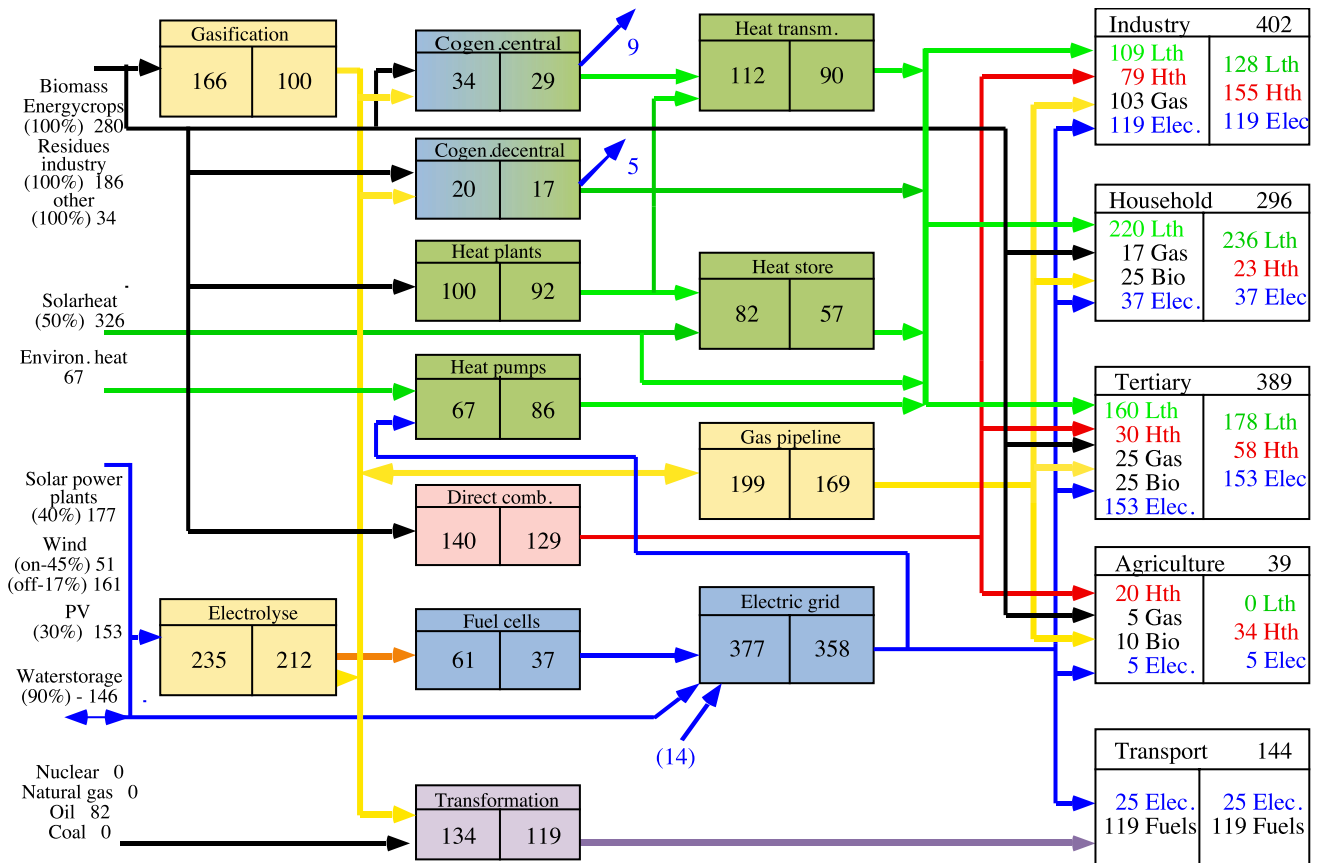 Biomass
Energycrops
(100%) 280
Residues
industry
(100%) 186
other
(100%) 34
Solarheat
(50%) 326
Environ. heat
67
Solar power
plants
(40%) 177
Wind
(on-45%) 51
(off-17%) 161
PV
(30%) 153
Waterstorage
(90%) - 146
Nuclear 0
Natural gas 0
Oil 82
Coal 0
Gasification
166 100
Electrolyse
235 212
Cogen.central
34 29
9
Cogen.decentral
20 17
5
Heat plants
100 92
Heat pumps
67 86
Direct comb.
140 129
Fuel cells
61 37
Transformation
134 119
Heat transm.
112 90
Heat store
82 57
Gas pipeline
199 169
Electric grid
377 358
(14)
Industry 402
109 Lth
79 Hth
103 Gas
119 Elec.
128 Lth
155 Hth
119 Elec
Household 296
220 Lth
17 Gas
25 Bio
37 Elec.
236 Lth
23 Hth
37 Elec
Tertiary 389
160 Lth
30 Hth
25 Gas
25 Bio
153 Elec.
178 Lth
58 Hth
153 Elec
Agriculture 39
20 Hth
5 Gas
10 Bio
5 Elec.
0 Lth
34 Hth
5 Elec
Transport 144
25 Elec.
119 Fuels
25 Elec.
119 Fuels